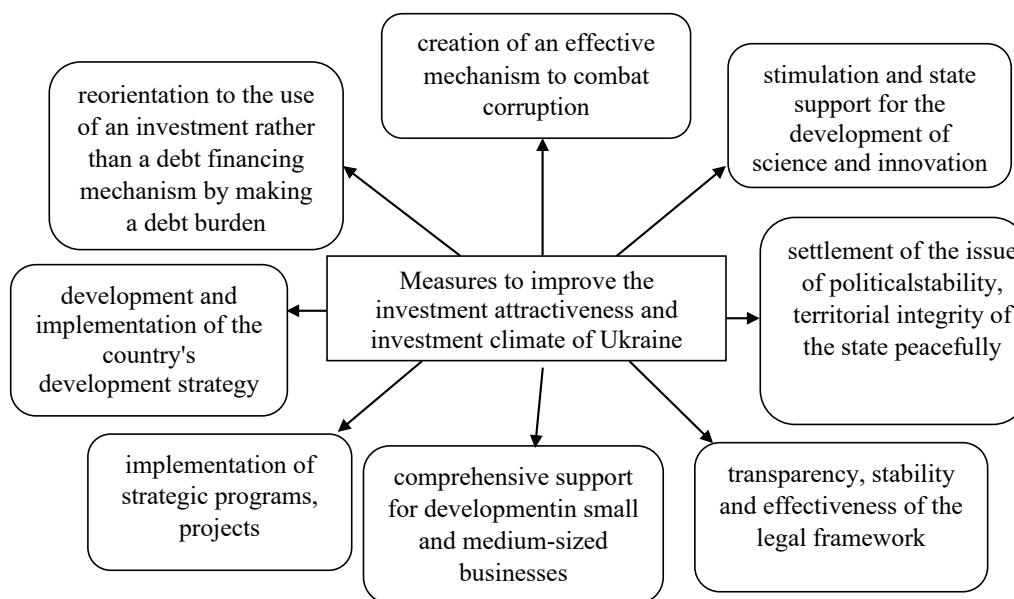 creation of an effective
mechanism to combat
corruption
reorientation to the use
of an investment rather
than a debt financing
mechanism by making
a debt burden
stimulation and state
support for the
development of
science and innovation
Measures to improve the
investment attractiveness and
investment climate of Ukraine
settlement of the issue
of politicalstability,
territorial integrity of
the state peacefully
development and
implementation of the
country's
development strategy
implementation of
strategic programs,
projects
comprehensive support
for developmentin small
and medium-sized
businesses
transparency, stability
and effectiveness of the
legal framework